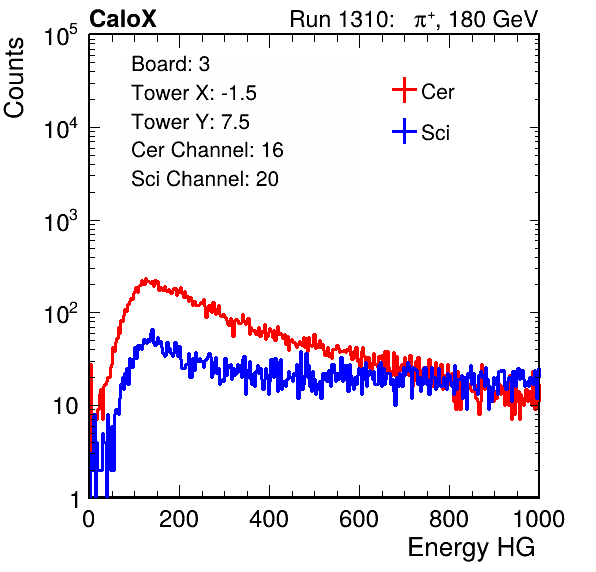 CaloX Run 1310: π⁺, 180 GeV
Counts
Board: 3
Tower X: -1.5
Tower Y: 7.5
Cer Channel: 16
Sci Channel: 20
Cer
Sci
10⁵
10⁴
10³
10²
10
1
0 200 400 600 800 1000
Energy HG